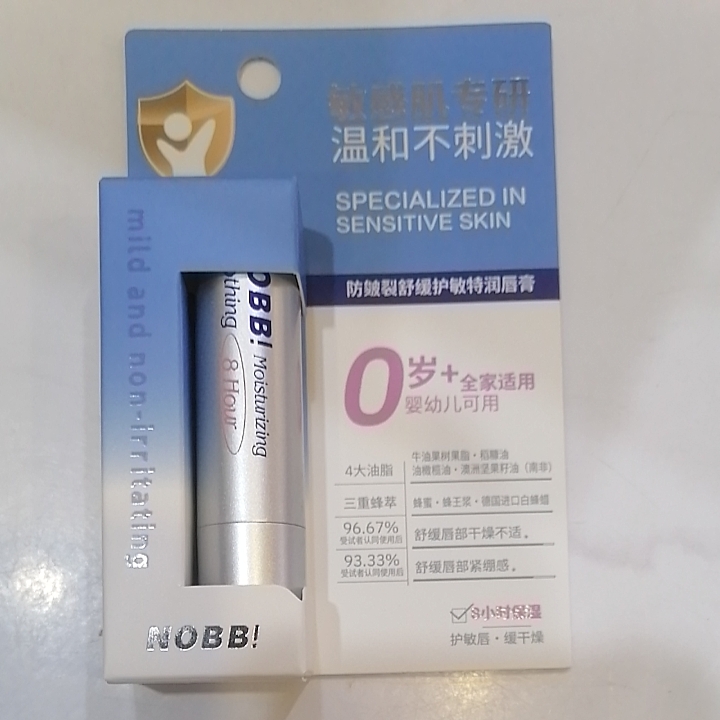 敏感肌专研
温和不刺激
SPECIALIZED IN
SENSITIVE SKIN
防皴裂舒缓护敏特润唇膏
0岁+全家适用
婴幼儿可用
4大油脂
牛油果树果脂·稻糠油
油橄榄油·澳洲坚果籽油（南非）
三重蜂萃
蜂蜜·蜂王浆·德国进口白蜂蜡
96.67%
受试者认同使用后
舒缓唇部干燥不适。
93.33%
受试者认同使用后
舒缓唇部紧绷感。
8小时保湿
护敏唇·缓干燥
mild and non-irritating
OBB!
Moisturizing
othing
8 Hour
NOBB!